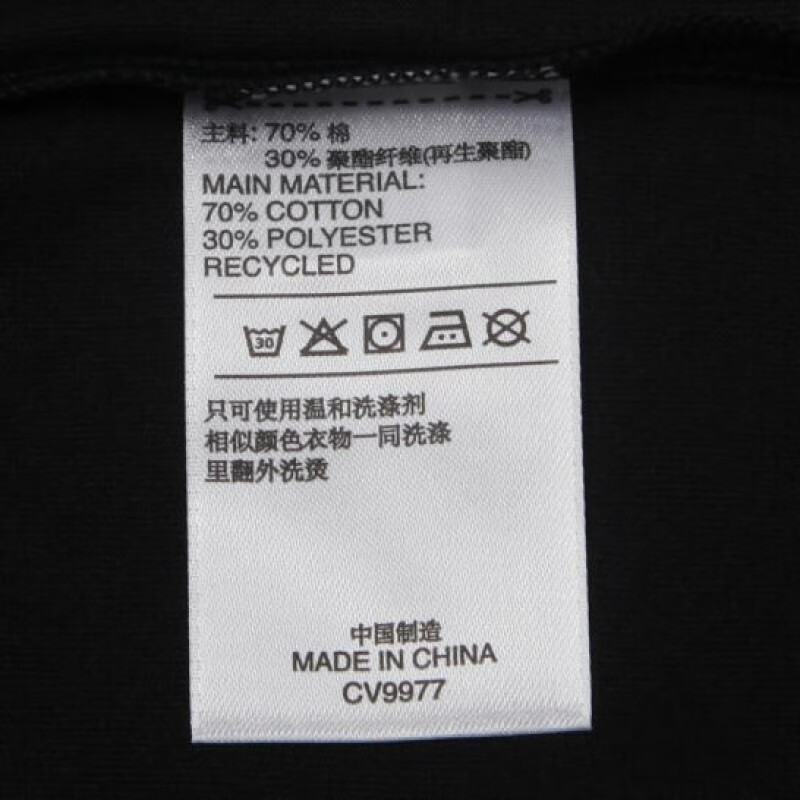 主料: 70% 棉
30% 聚酯纤维(再生聚酯)
MAIN MATERIAL:
70% COTTON
30% POLYESTER
RECYCLED
30
只可使用温和洗涤剂
相似颜色衣物一同洗涤
里翻外洗烫
中国制造
MADE IN CHINA
CV9977